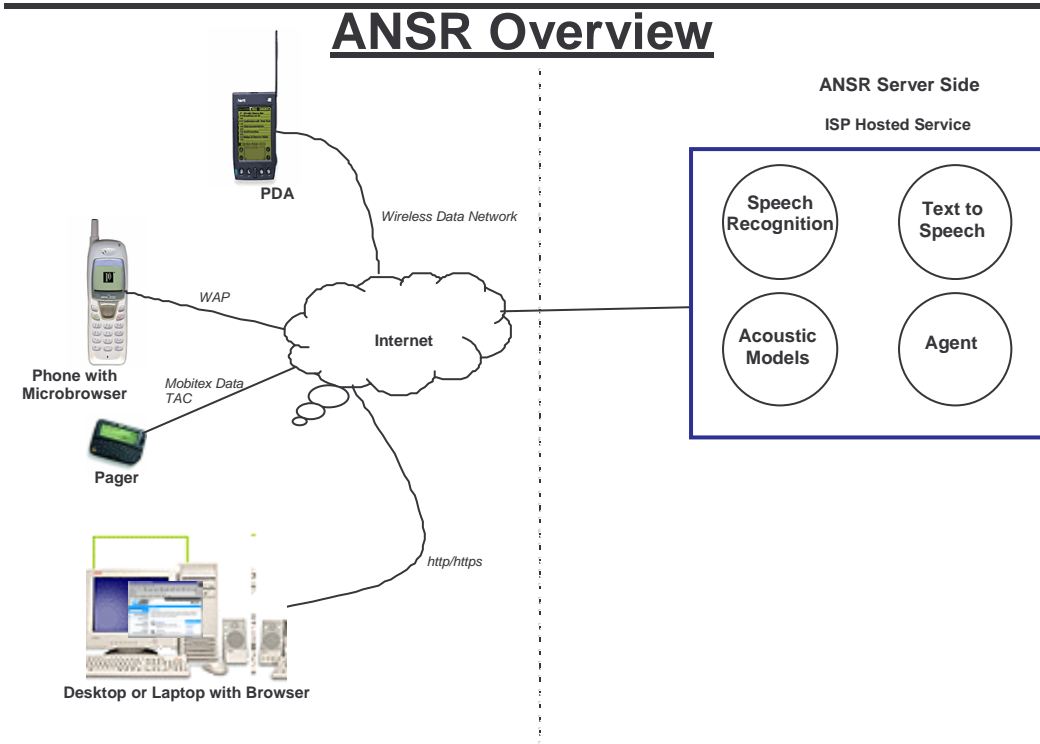 ANSR Overview
ANSR Server Side
ISP Hosted Service
PDA
Wireless Data Network
Speech
Recognition
Text to
Speech
WAP
Internet
Acoustic
Models
Agent
Phone with
Microbrowser
Mobitex Data
TAC
Pager
http/https
Desktop or Laptop with Browser